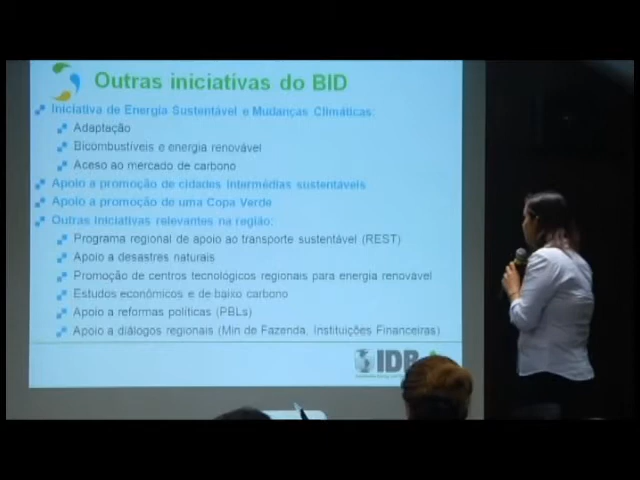 Outras iniciativas do BID
Iniciativa de Energia Sustentável e Mudanças Climáticas:
Adaptação
Bicombustíveis e energia renovável
Aceso ao mercado de carbono
Apoio a promoção de cidades intermédias sustentáveis
Apoio a promoção de uma Copa Verde
Outras iniciativas relevantes na região:
Programa regional de apoio ao transporte sustentável (REST)
Apoio a desastres naturais
Promoção de centros tecnológicos regionais para energia renovável
Estudos econômicos e de baixo carbono
Apoio a reformas políticas (PBLs)
Apoio a diálogos regionais (Min de Fazenda, Instituições Financeiras)
IDB